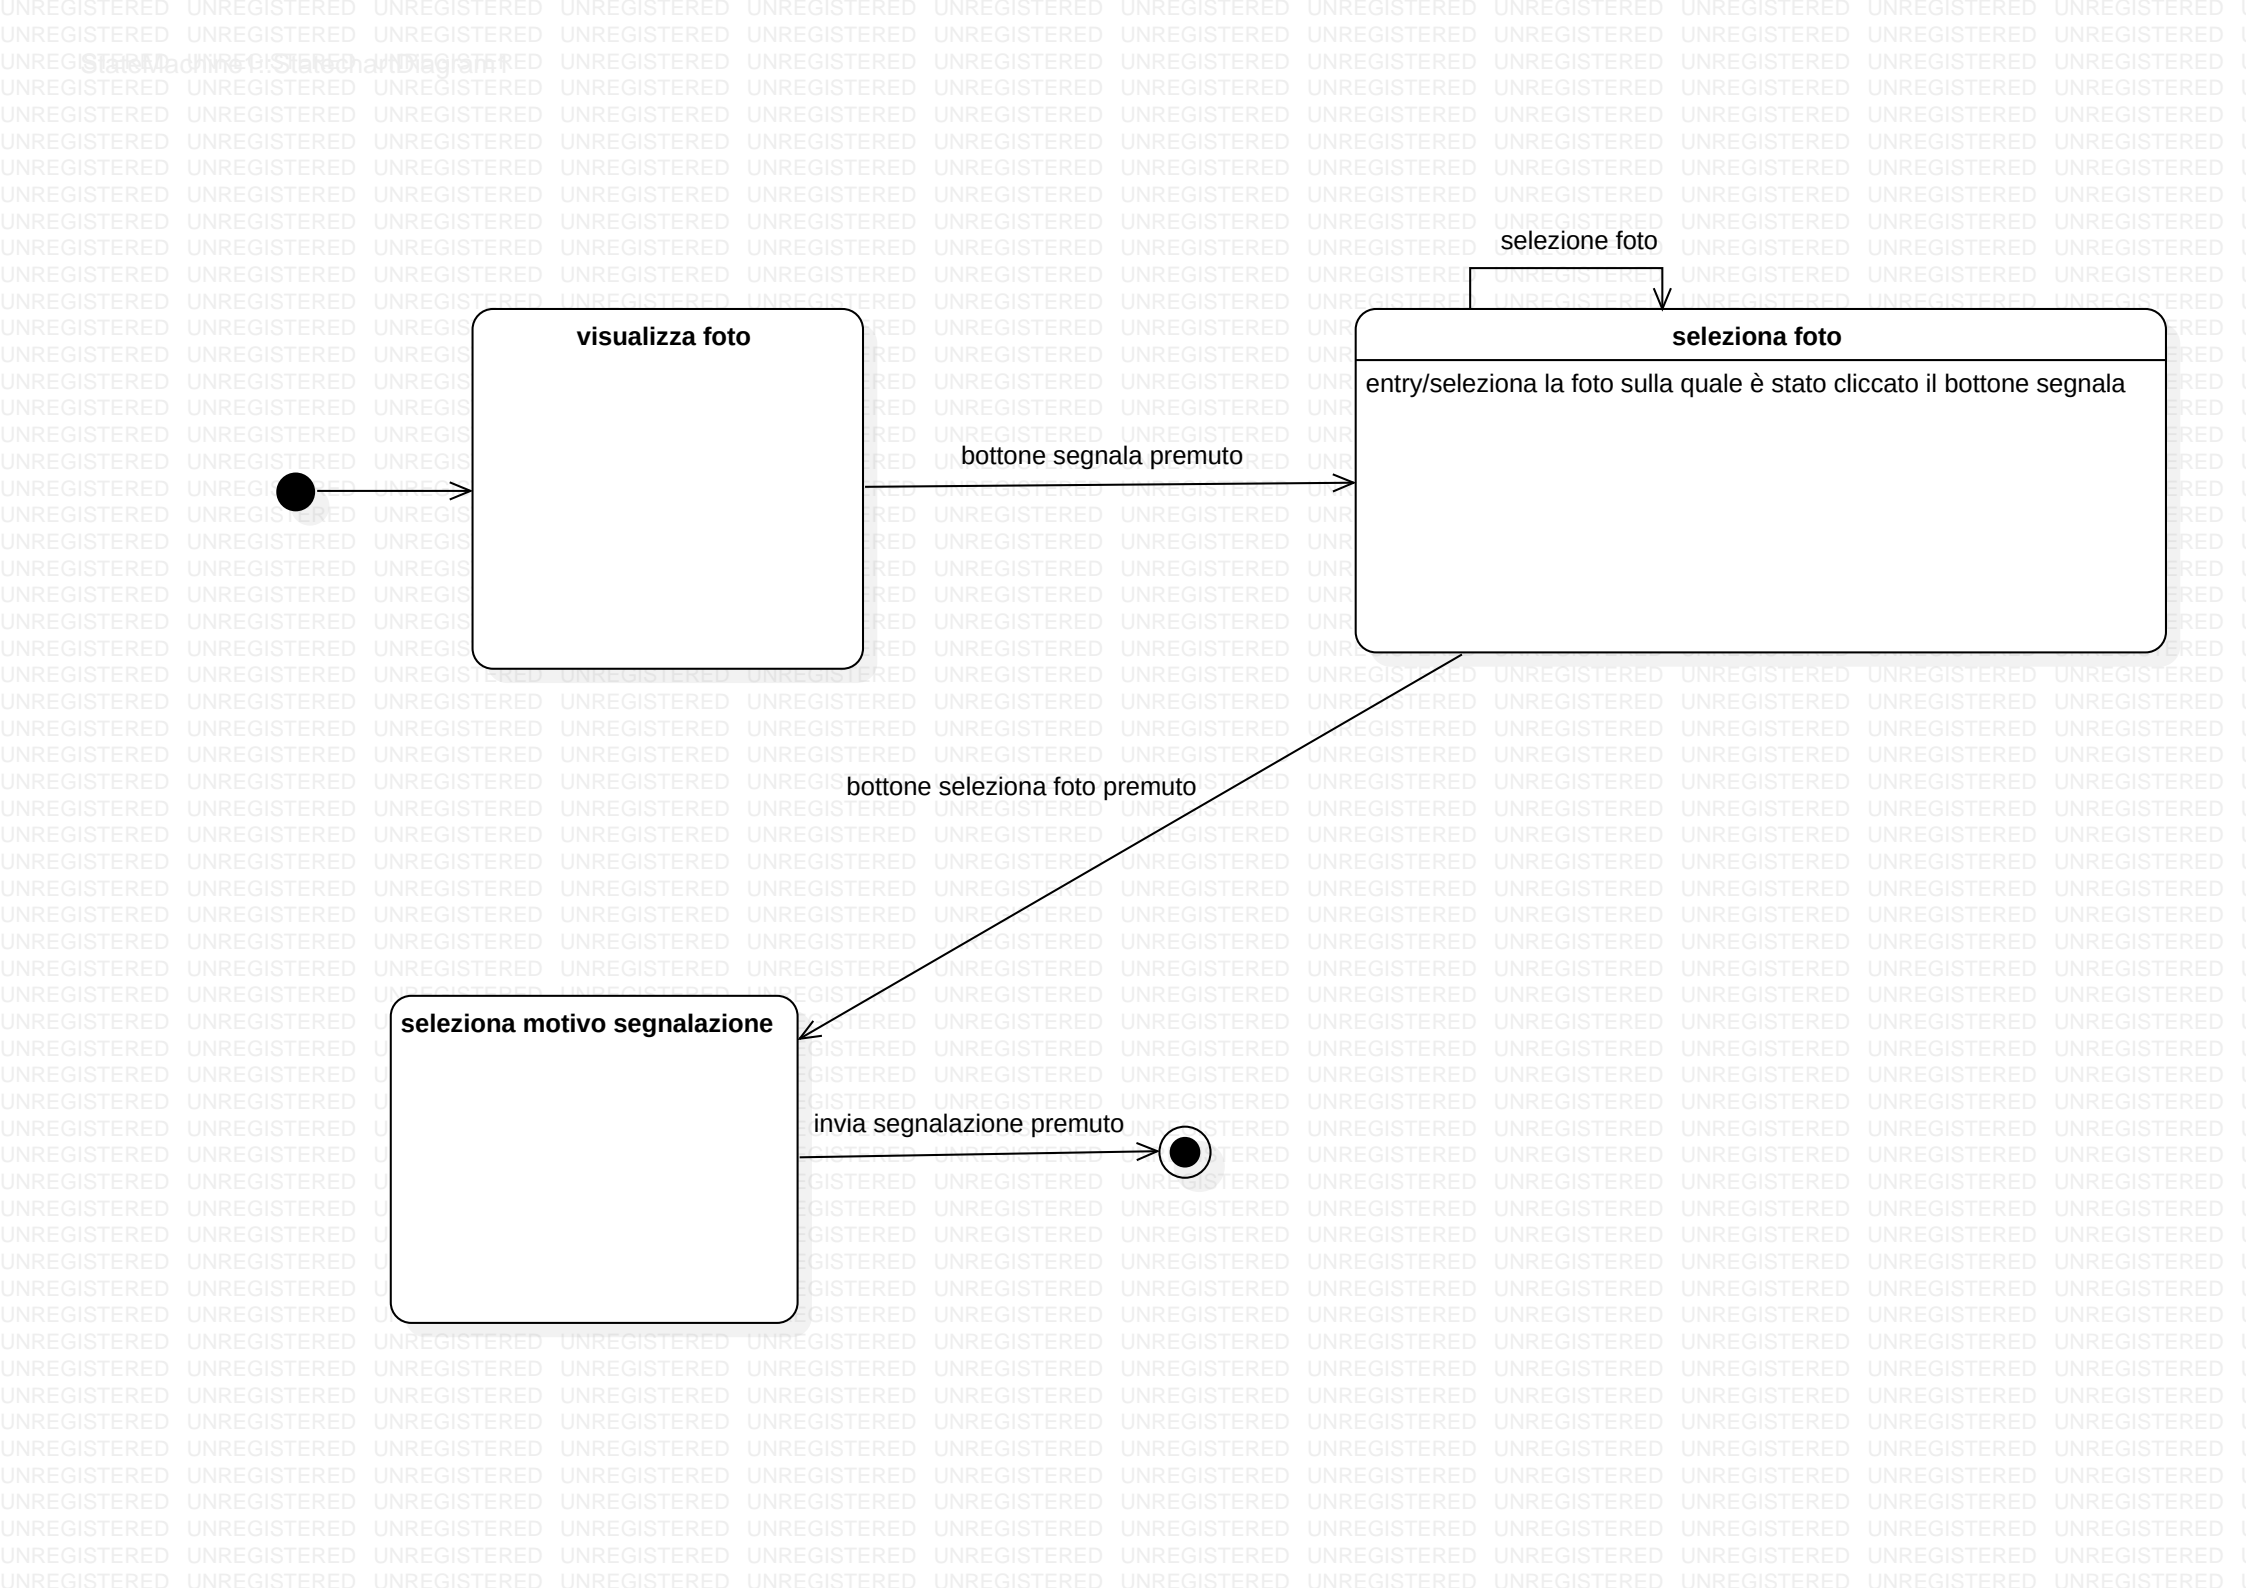 StateMachine1::StatechartDiagram1
selezione foto
visualizza foto
seleziona foto
entry/seleziona la foto sulla quale è stato cliccato il bottone segnala
bottone segnala premuto
bottone seleziona foto premuto
seleziona motivo segnalazione
invia segnalazione premuto
UNREGISTERED